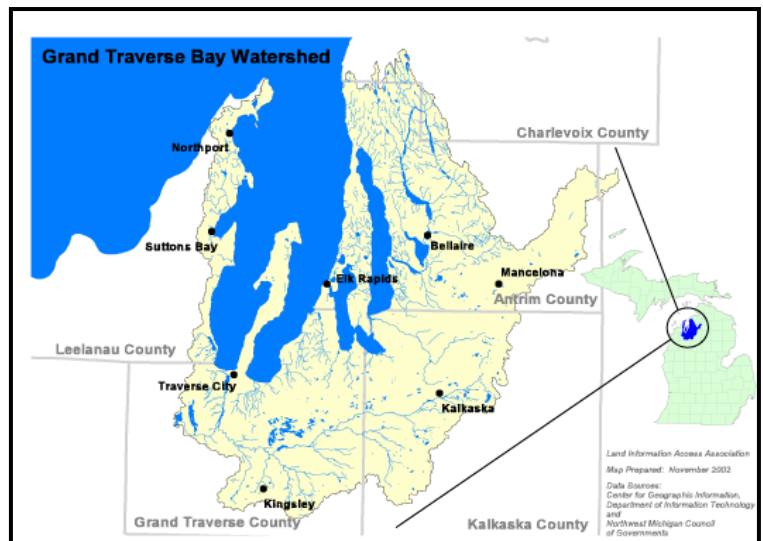 Grand Traverse Bay Watershed
Charlevoix County
Northport
Suttons Bay
Bellaire
Mancelona
Elk Rapids
Antrim County
Leelanau County
Traverse City
Kalkaska
Kingsley
Grand Traverse County
Kalkaska County
Land Information Access Association
Map Prepared: November 2002
Data Sources:
Center for Geographic Information,
Department of Information Technology
and
Northwest Michigan Council
of Governments